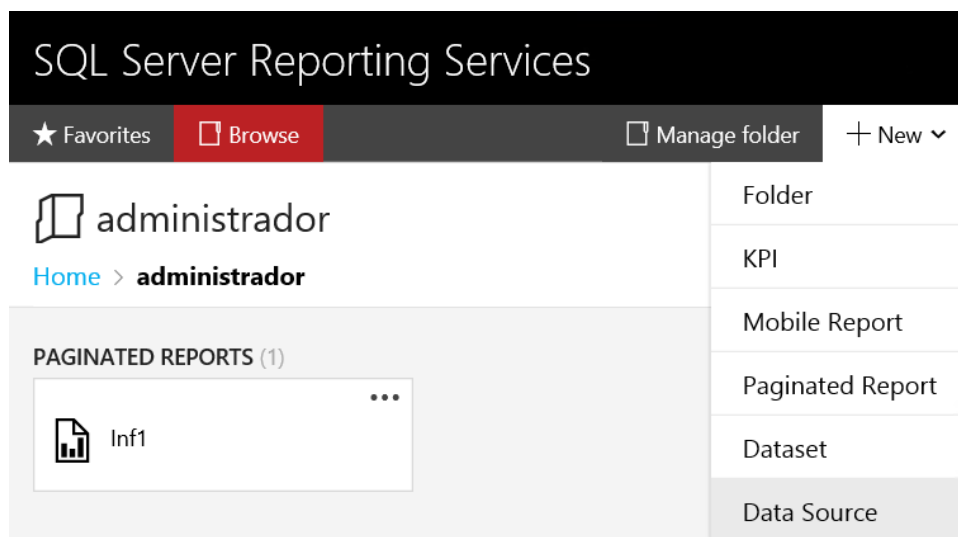 SQL Server Reporting Services
Favorites Browse Manage folder New
administrador
Home > administrador
PAGINATED REPORTS (1)
Inf1
Folder
KPI
Mobile Report
Paginated Report
Dataset
Data Source